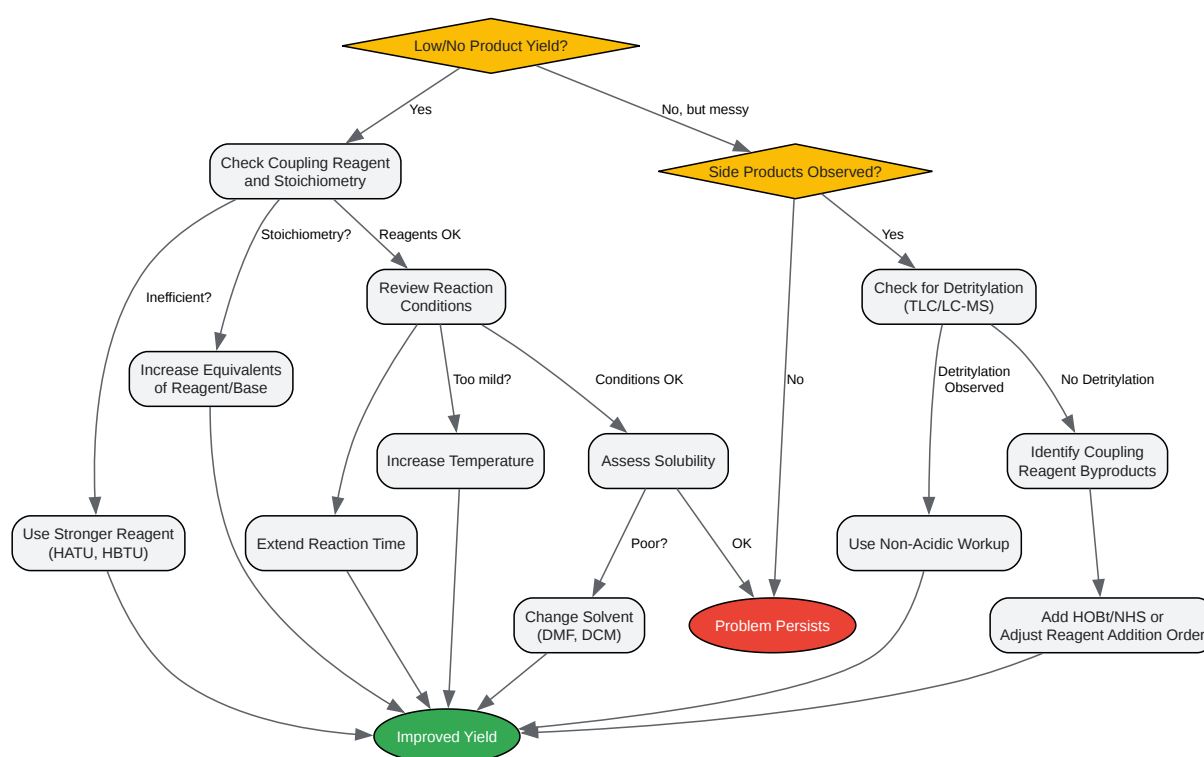 Low/No Product Yield?
Yes
No, but messy
Check Coupling Reagent
and Stoichiometry
Side Products Observed?
Stoichiometry?
Reagents OK
Yes
Inefficient?
Review Reaction
Conditions
Check for Detritylation
(TLC/LC-MS)
Increase Equivalents
of Reagent/Base
Too mild?
Conditions OK
No
Detritylation
Observed
No Detritylation
Increase Temperature
Assess Solubility
Identify Coupling
Reagent Byproducts
Use Stronger Reagent
(HATU, HBTU)
Extend Reaction Time
Poor?
OK
Use Non-Acidic Workup
Change Solvent
(DMF, DCM)
Problem Persists
Add HOBt/NHS or
Adjust Reagent Addition Order
Improved Yield